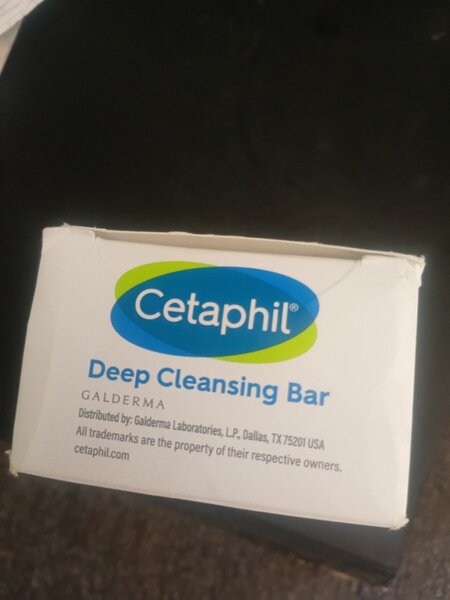 Cetaphil®
Deep Cleansing Bar
GALDERMA
Distributed by: Galderma Laboratories, L.P., Dallas, TX 75201 USA
All trademarks are the property of their respective owners.
cetaphil.com